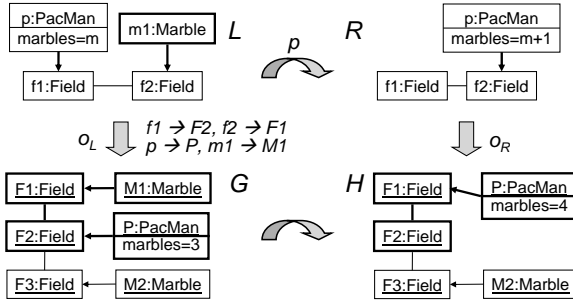 p:PacMan
marbles=m
m1:Marble
L
p
R
p:PacMan
marbles=m+1
f1:Field
f2:Field
f1:Field
f2:Field
oL
f1 → F2, f2 → F1
p → P, m1 → M1
oR
F1:Field
M1:Marble
G
H
F1:Field
P:PacMan
marbles=4
F2:Field
P:PacMan
marbles=3
F2:Field
F3:Field
M2:Marble
F3:Field
M2:Marble